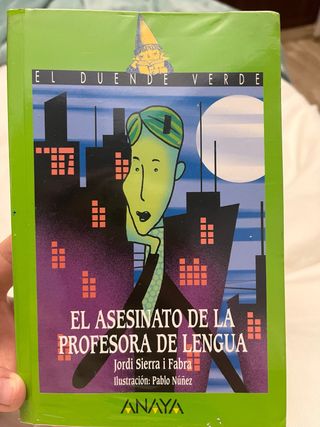 EL DUENDE VERDE
EL ASESINATO DE LA
PROFESORA DE LENGUA
Jordi Sierra i Fabra
Ilustración: Pablo Núñez
ANAYA